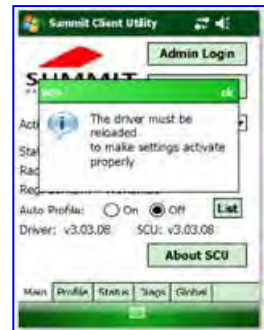 Summit Client Utility
Admin Login
SUMMIT
ok
The driver must be
reloaded
to make settings activate
properly
Auto Profile: On Off List
Driver: v3.03.08 SCU: v3.03.08
About SCU
Main Profile Status Diags Global